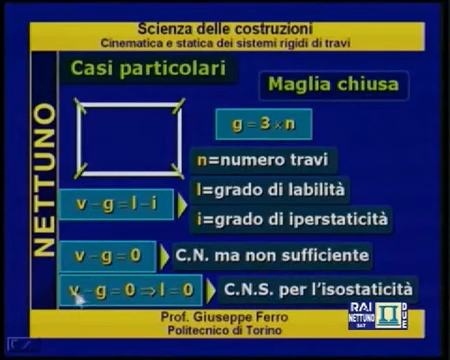 Scienza delle costruzioni
Cinematica e statica dei sistemi rigidi di travi
NETTUNO
Casi particolari
Maglia chiusa
g = 3 × n
n=numero travi
v – g = l – i
l=grado di labilità
i=grado di iperstaticità
v – g = 0
C.N. ma non sufficiente
v – g = 0 ⇒ l = 0
C.N.S. per l'isostaticità
RAI
NETTUNO
SAT
DUE
Prof. Giuseppe Ferro
Politecnico di Torino